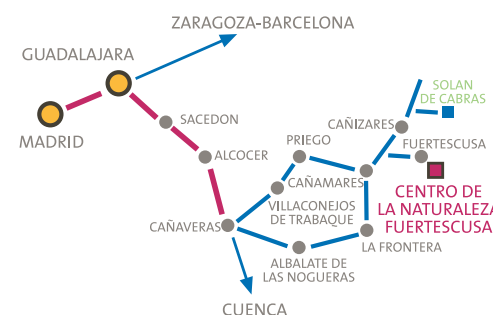 ZARAGOZA-BARCELONA
GUADALAJARA
MADRID
SACEDON
ALCOCER
CAÑAVERAS
CUENCA
PRIEGO
CAÑAMARES
VILLACONEJOS
DE TRABAQUE
ALBALATE DE
LAS NOGUERAS
LA FRONTERA
CAÑIZARES
SOLAN
DE CABRAS
FUERTESCUSA
CENTRO DE
LA NATURALEZA
FUERTESCUSA